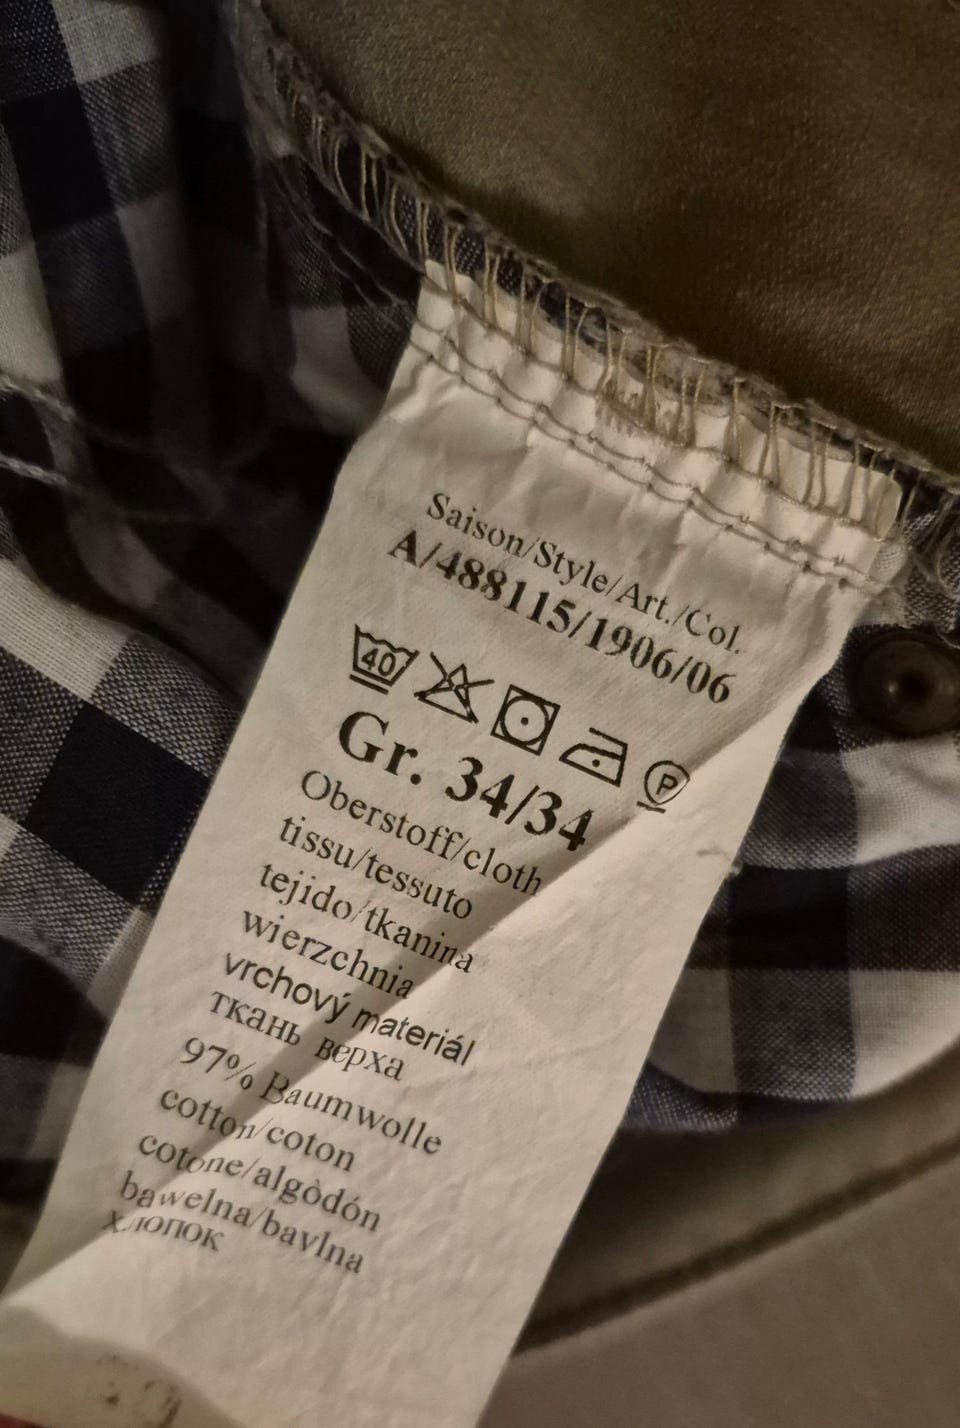 Saison/Style/Art./Col.
A/488115/1906/06
40
P
Gr. 34/34
Oberstoff/cloth
tissu/tessuto
tejido/tkanina
wierzchnia
vrchový materiál
ткань верха
97% Baumwolle
cotton/coton
cotone/algòdón
bawelna/bavlna
хлопок